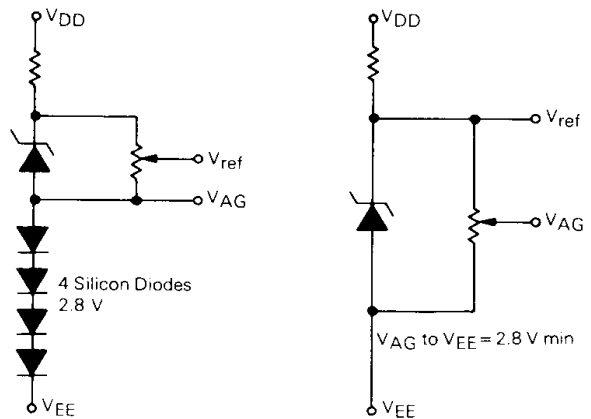 VDD
Vref
VAG
4 Silicon Diodes
2.8 V
VEE
VDD
Vref
VAG
VAG to VEE = 2.8 V min
VEE